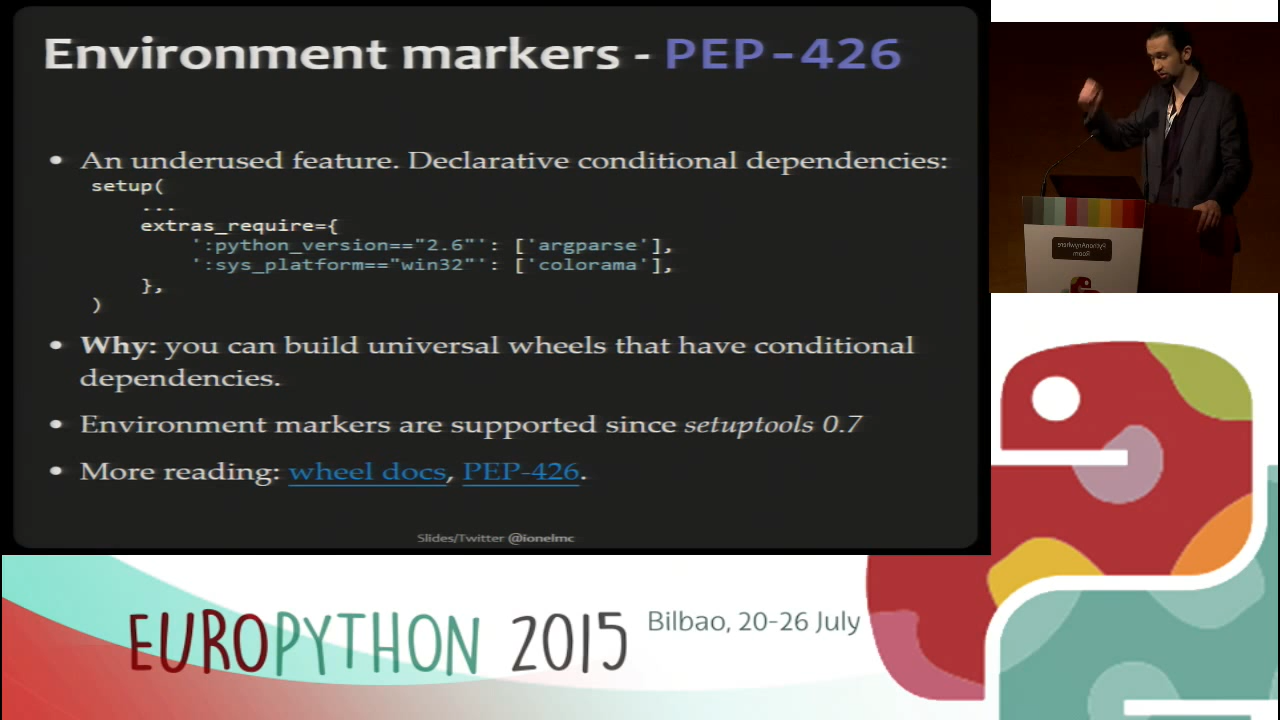 Environment markers - PEP-426
• An underused feature. Declarative conditional dependencies:
setup(
...
extras_require={
':python_version=="2.6"': ['argparse'],
':sys_platform=="win32"': ['colorama'],
},
)
• Why: you can build universal wheels that have conditional
dependencies.
• Environment markers are supported since setuptools 0.7
• More reading: wheel docs, PEP-426.
Slides/Twitter @ionelmc
PythonAnywhere
Room
EUROPYTHON 2015
Bilbao, 20-26 July